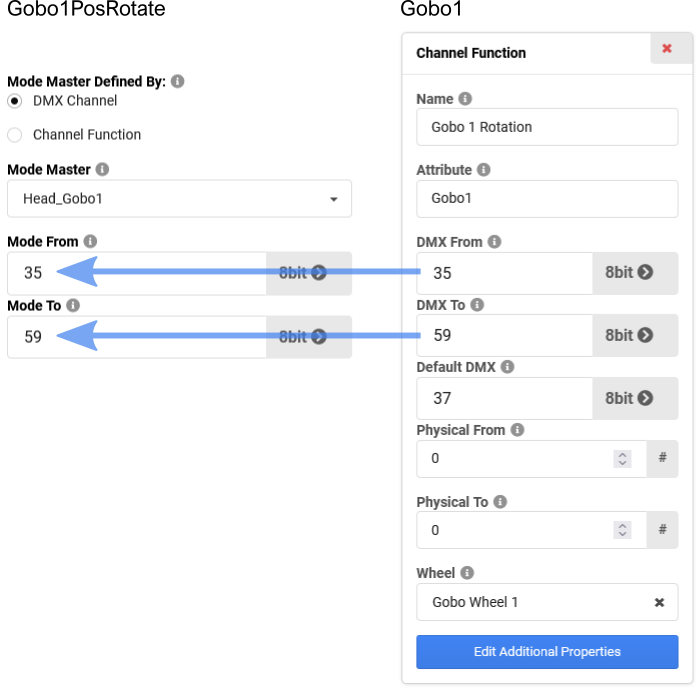 Gobo1PosRotate
Mode Master Defined By:
DMX Channel
Channel Function
Mode Master
Head_Gobo1
Mode From
35 8bit
Mode To
59 8bit
Gobo1
Channel Function
Name
Gobo 1 Rotation
Attribute
Gobo1
DMX From
35 8bit
DMX To
59 8bit
Default DMX
37 8bit
Physical From
0 #
Physical To
0 #
Wheel
Gobo Wheel 1
Edit Additional Properties